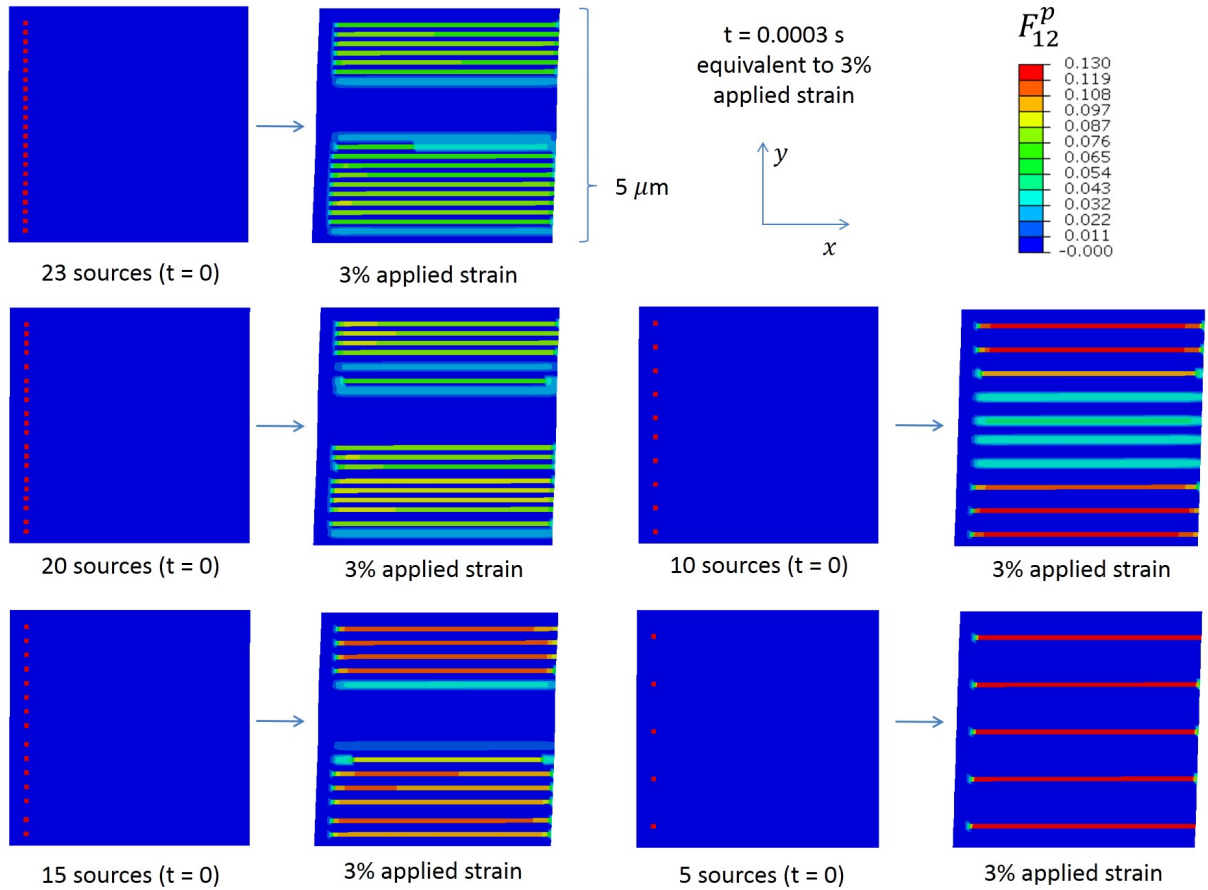 t = 0.0003 s
equivalent to 3%
applied strain
F₁₂ᵖ
0.130
0.119
0.108
0.097
0.087
0.076
0.065
0.054
0.043
0.032
0.022
0.011
-0.000
y
x
5 μm
23 sources (t = 0)
3% applied strain
20 sources (t = 0)
3% applied strain
10 sources (t = 0)
3% applied strain
15 sources (t = 0)
3% applied strain
5 sources (t = 0)
3% applied strain